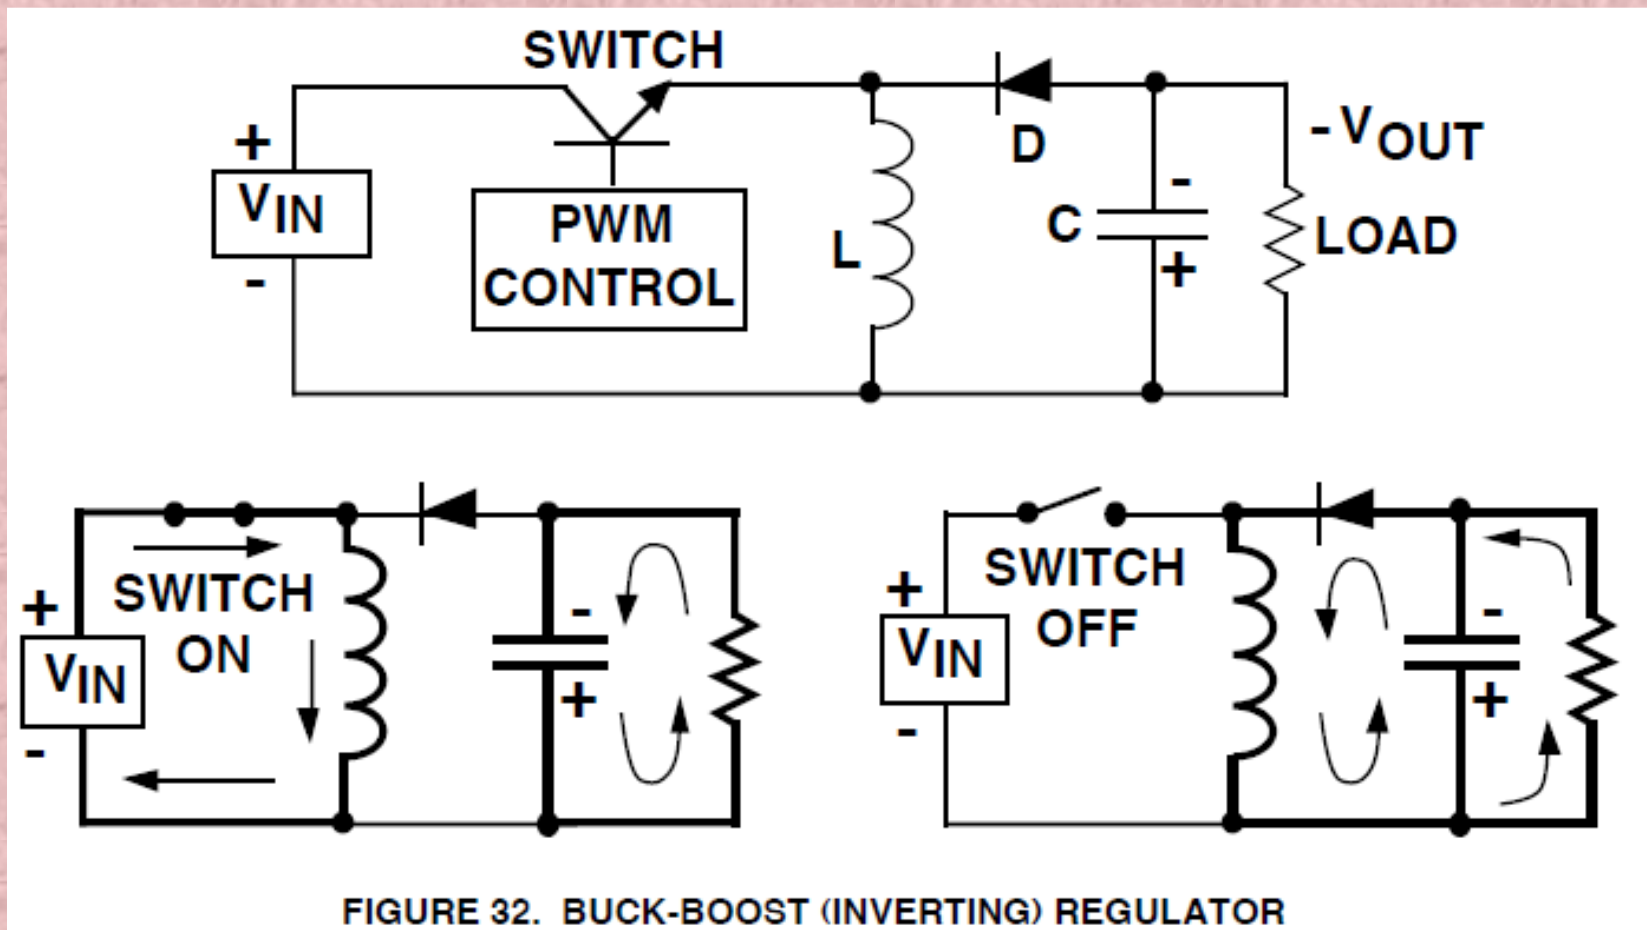 SWITCH
+
VIN
-
PWM
CONTROL
L
D
C
-
+
-VOUT
LOAD
+
VIN
-
SWITCH
ON
-
+
+
VIN
-
SWITCH
OFF
-
+
FIGURE 32. BUCK-BOOST (INVERTING) REGULATOR